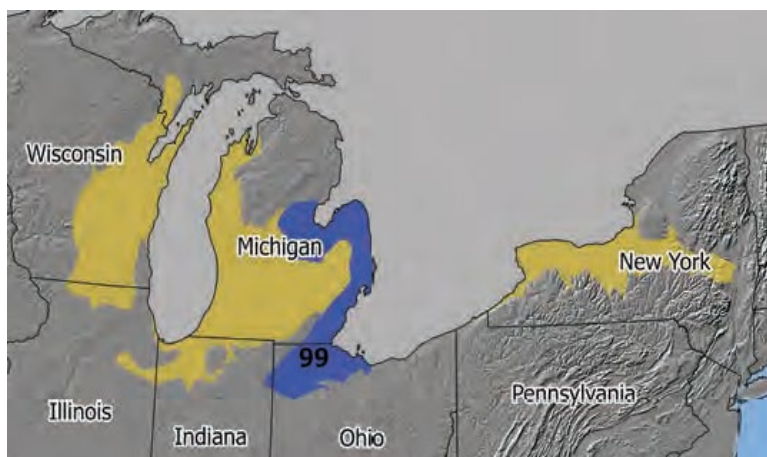 Wisconsin
Michigan
New York
99
Pennsylvania
Illinois
Indiana
Ohio